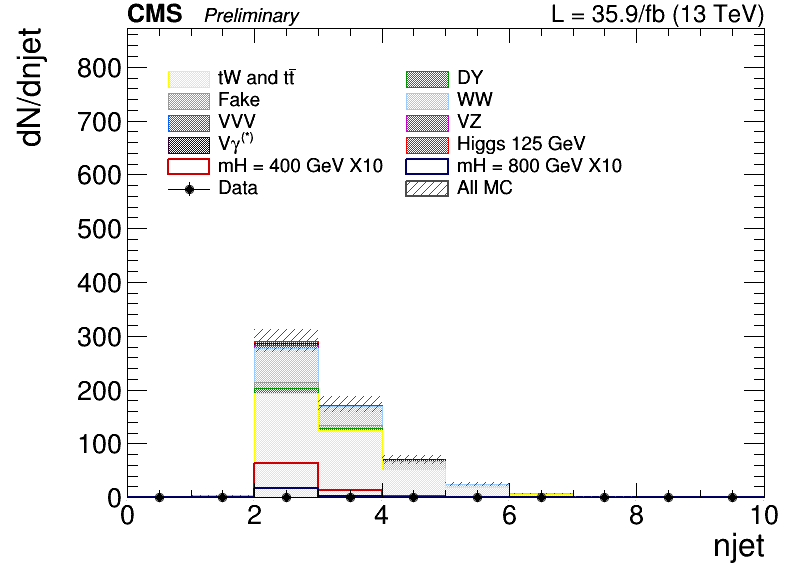 CMS Preliminary L = 35.9/fb (13 TeV)
dN/dnjet
800
700
600
500
400
300
200
100
0
tW and tt̄ DY
Fake WW
VVV VZ
Vγ(*) Higgs 125 GeV
mH = 400 GeV X10 mH = 800 GeV X10
Data All MC
0 2 4 6 8 10
njet